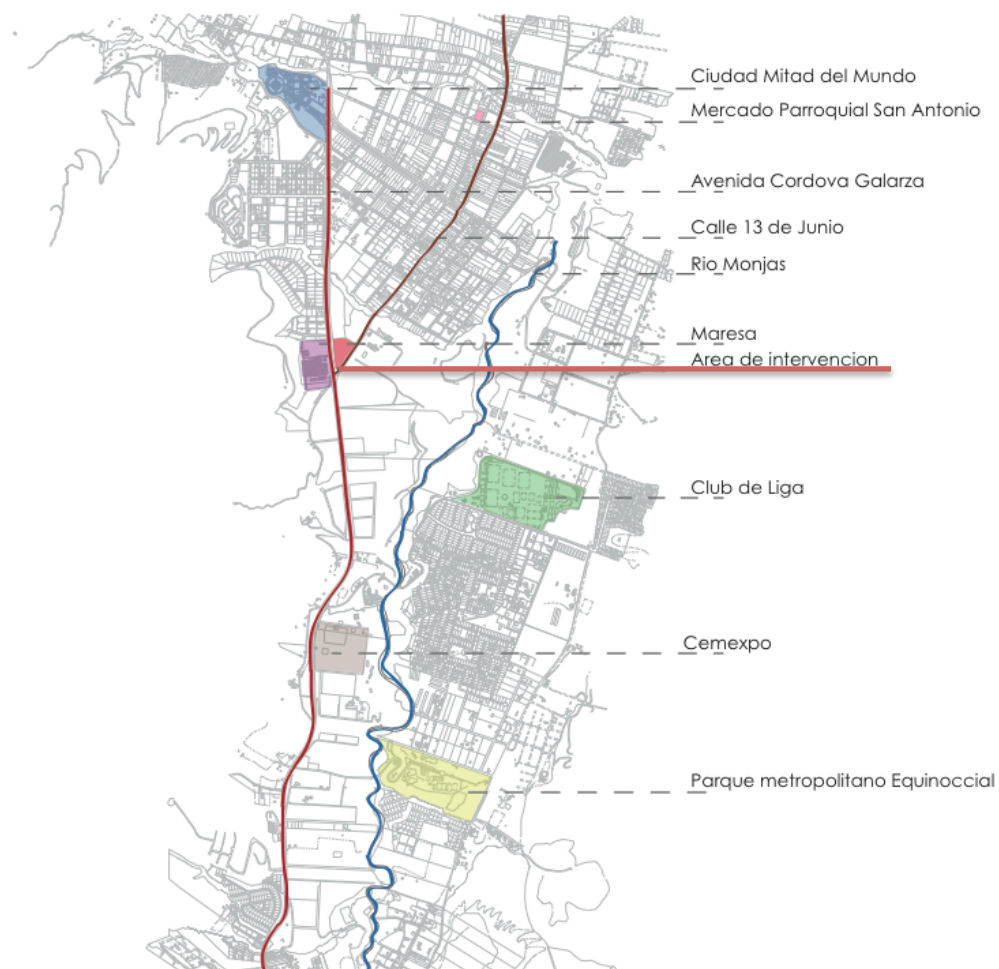 Ciudad Mitad del Mundo
Mercado Parroquial San Antonio
Avenida Cordova Galarza
Calle 13 de Junio
Rio Monjas
Maresa
Area de intervencion
Club de Liga
Cemexpo
Parque metropolitano Equinoccial